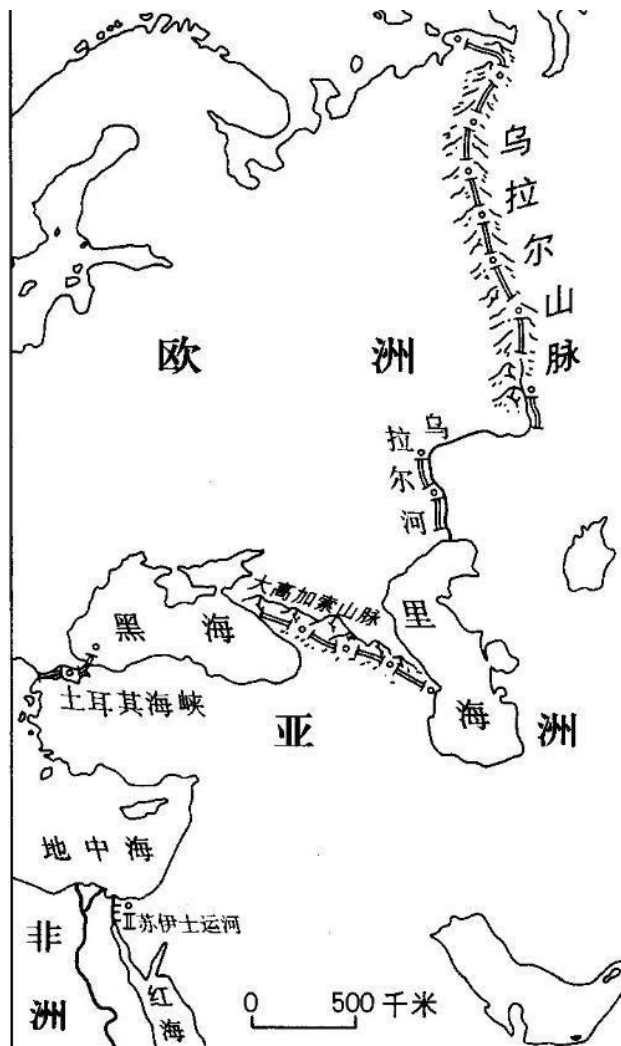 乌拉尔山脉
欧洲
乌拉尔河
大高加索山脉
黑海
里海
土耳其海峡
亚洲
地中海
苏伊士运河
非洲
红海
0 500千米